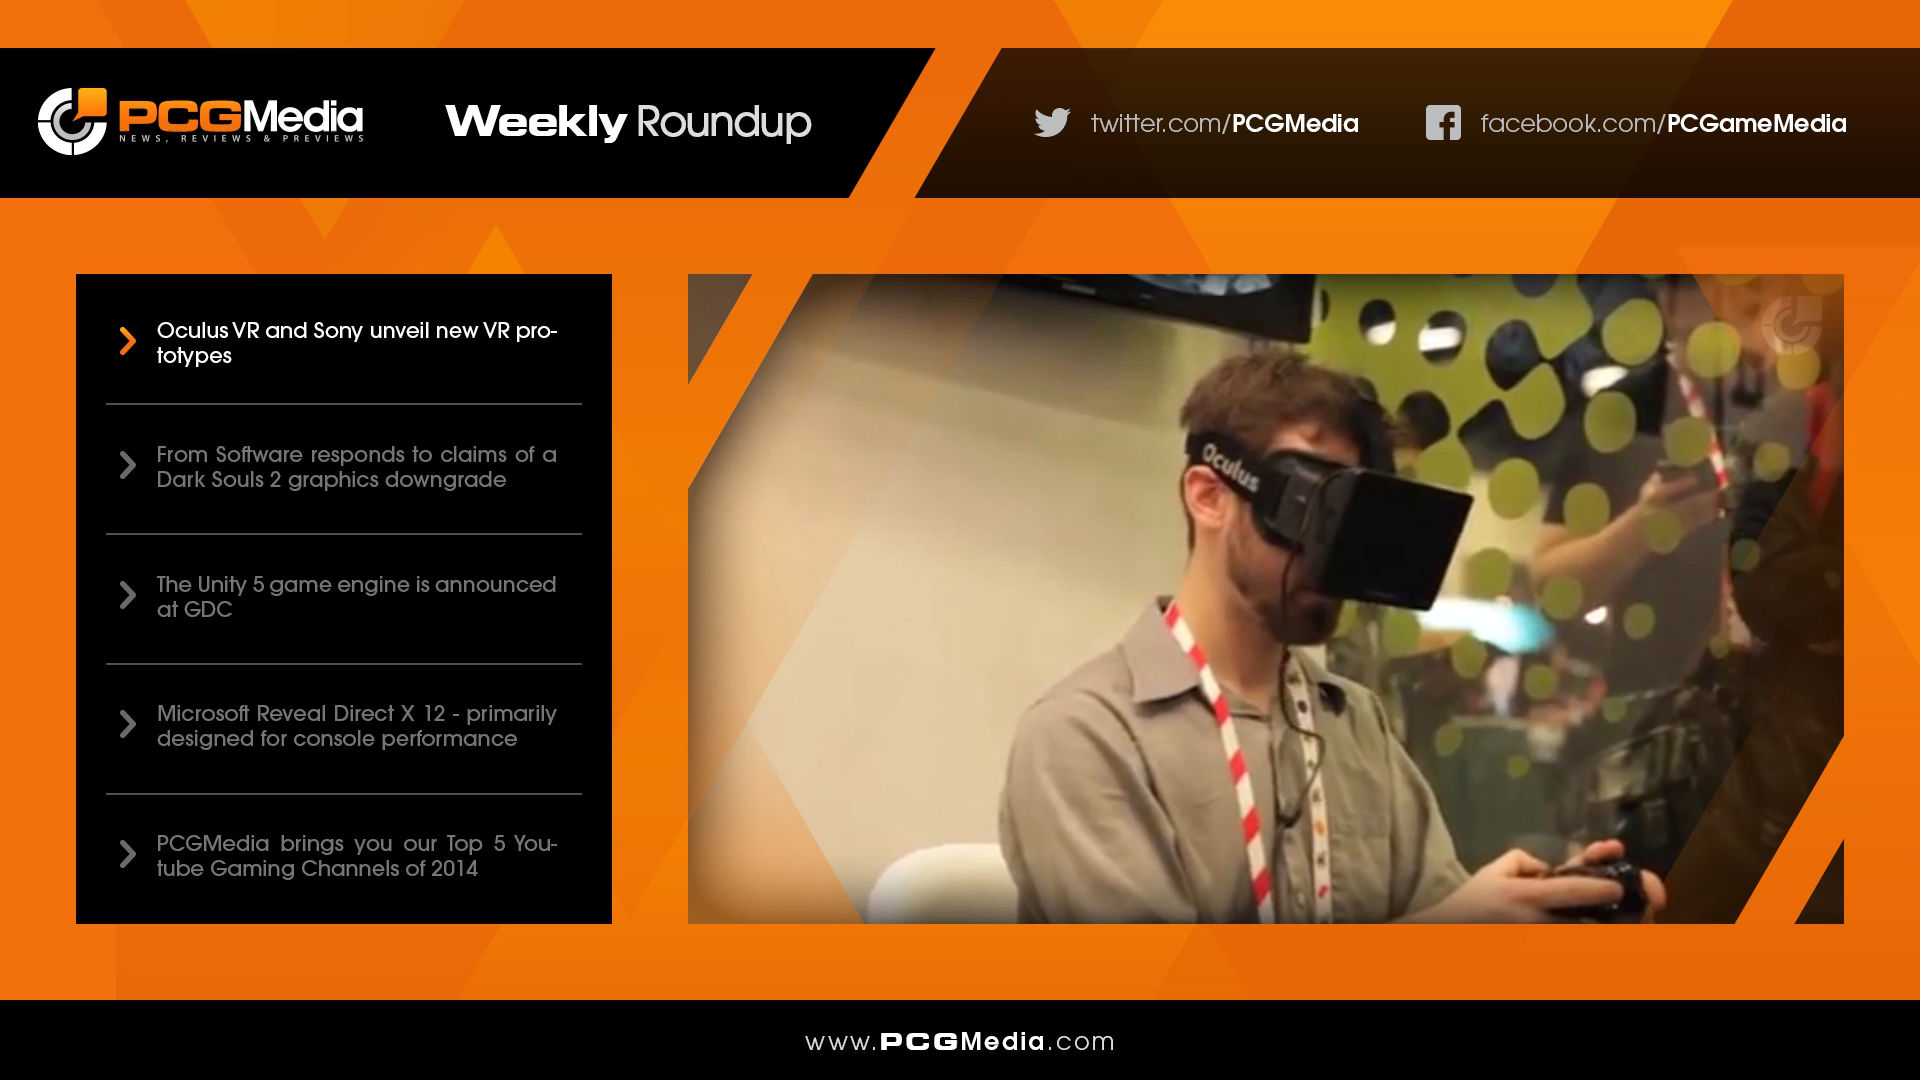 PCGMedia
NEWS, REVIEWS & PREVIEWS
Weekly Roundup
twitter.com/PCGMedia
facebook.com/PCGameMedia
Oculus VR and Sony unveil new VR pro-
totypes
From Software responds to claims of a
Dark Souls 2 graphics downgrade
The Unity 5 game engine is announced
at GDC
Microsoft Reveal Direct X 12 - primarily
designed for console performance
PCGMedia brings you our Top 5 You-
tube Gaming Channels of 2014
Oculus
www.PCGMedia.com